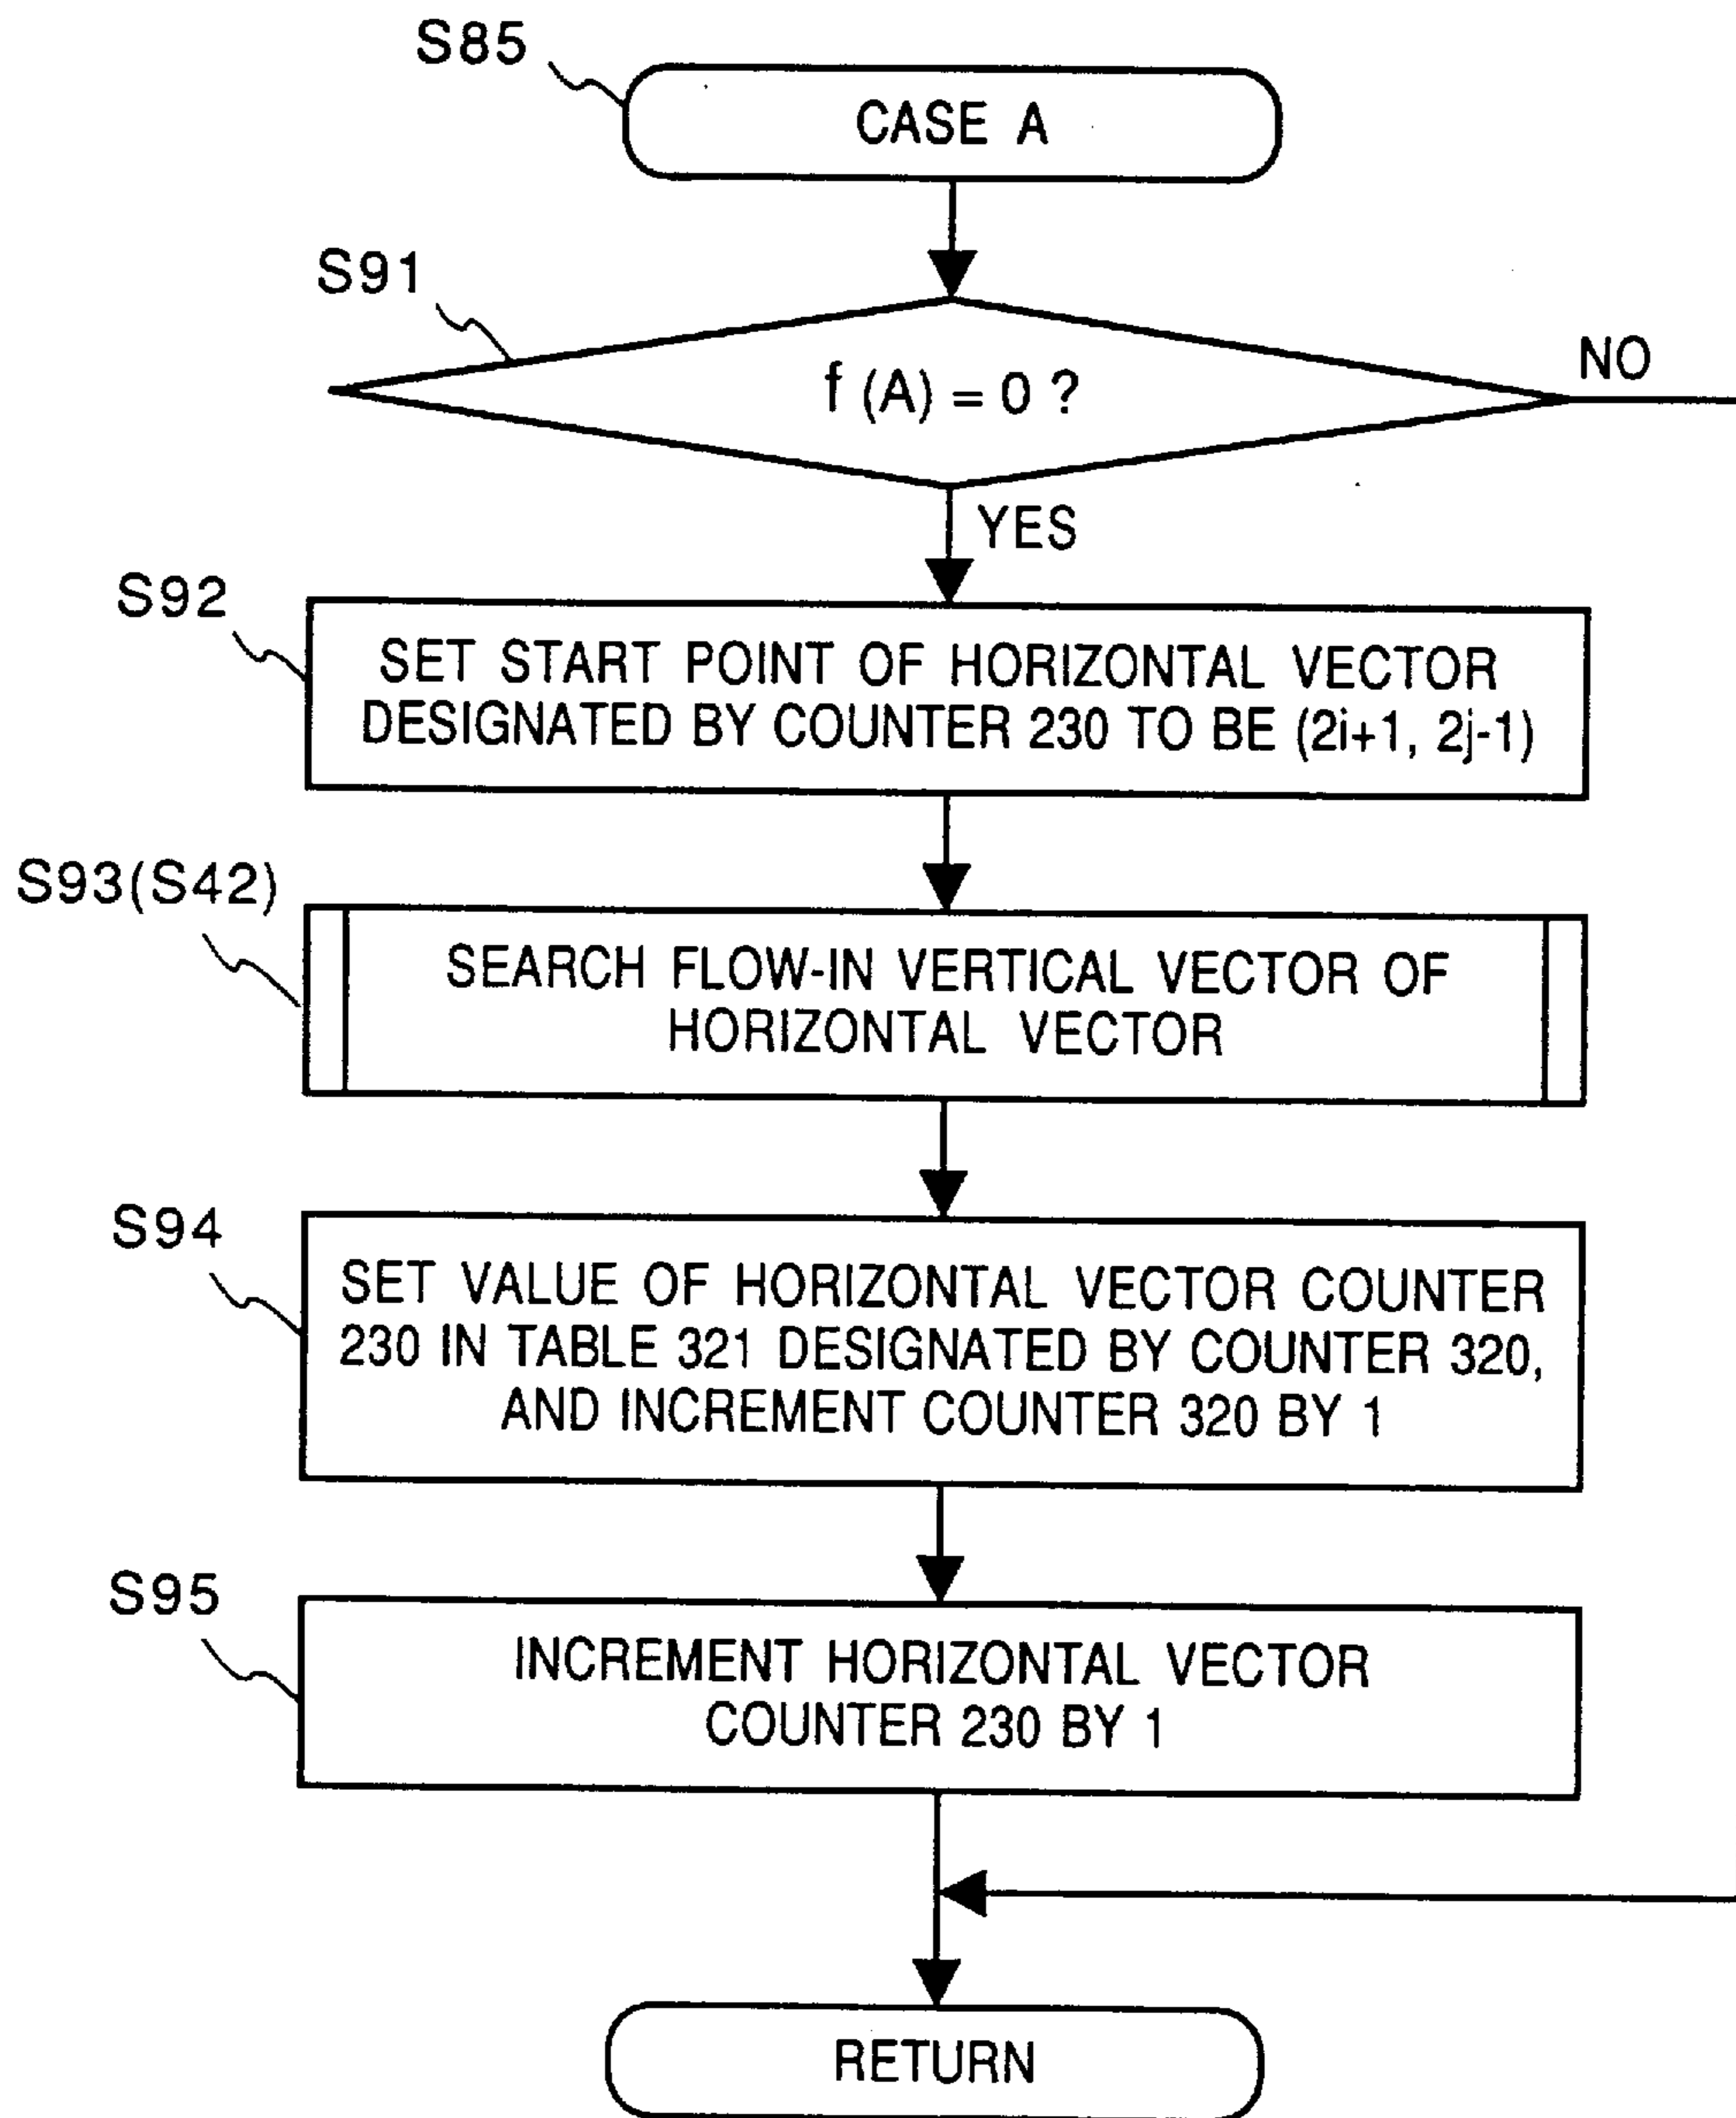 S85
CASE A
S91
f (A) = 0 ?
NO
YES
S92
SET START POINT OF HORIZONTAL VECTOR
DESIGNATED BY COUNTER 230 TO BE (2i+1, 2j-1)
S93(S42)
SEARCH FLOW-IN VERTICAL VECTOR OF
HORIZONTAL VECTOR
S94
SET VALUE OF HORIZONTAL VECTOR COUNTER
230 IN TABLE 321 DESIGNATED BY COUNTER 320,
AND INCREMENT COUNTER 320 BY 1
S95
INCREMENT HORIZONTAL VECTOR
COUNTER 230 BY 1
RETURN